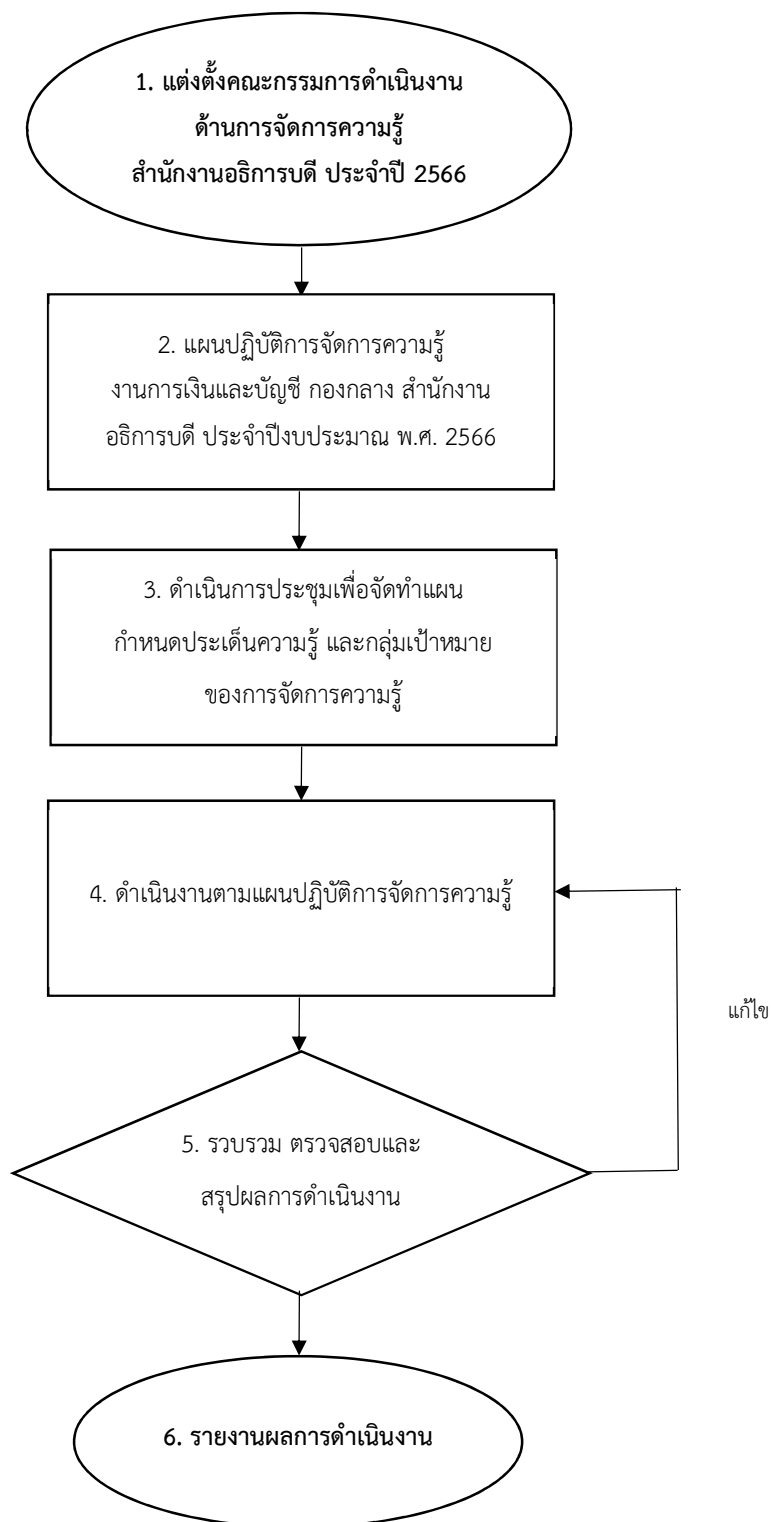 1. แต่งตั้งคณะกรรมการดำเนินงาน
ด้านการจัดการความรู้
สำนักงานอธิการบดี ประจำปี 2566
2. แผนปฏิบัติการจัดการความรู้
งานการเงินและบัญชี กองกลาง สำนักงาน
อธิการบดี ประจำปีงบประมาณ พ.ศ. 2566
3. ดำเนินการประชุมเพื่อจัดทำแผน
กำหนดประเด็นความรู้ และกลุ่มเป้าหมาย
ของการจัดการความรู้
4. ดำเนินงานตามแผนปฏิบัติการจัดการความรู้
แก้ไข
5. รวบรวม ตรวจสอบและ
สรุปผลการดำเนินงาน
6. รายงานผลการดำเนินงาน